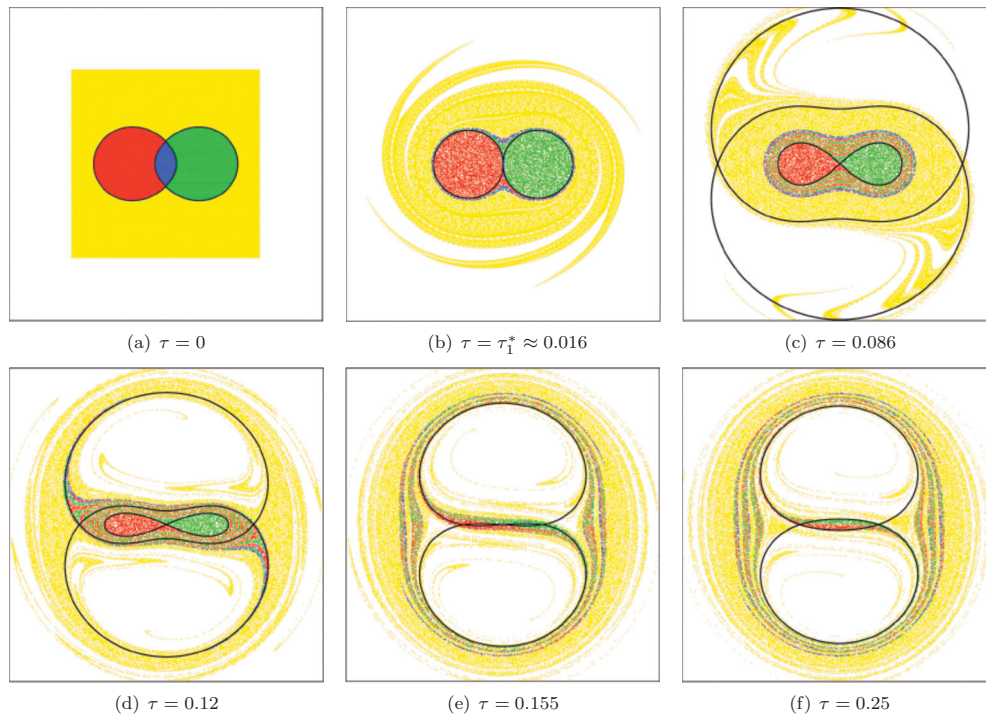 (a) τ = 0
(b) τ = τ₁* ≈ 0.016
(c) τ = 0.086
(d) τ = 0.12
(e) τ = 0.155
(f) τ = 0.25